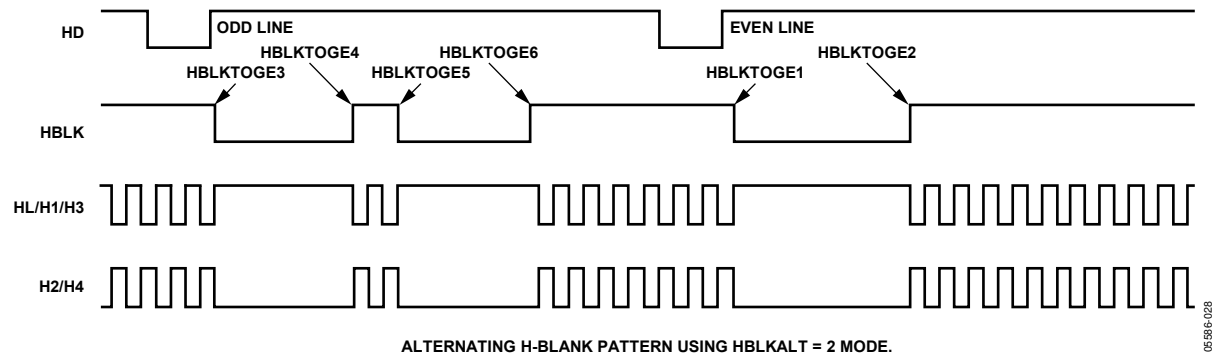 HD
ODD LINE
EVEN LINE
HBLKTOGE4
HBLKTOGE6
HBLKTOGE2
HBLKTOGE3
HBLKTOGE5
HBLKTOGE1
HBLK
HL/H1/H3
H2/H4
ALTERNATING H-BLANK PATTERN USING HBLKALT = 2 MODE.
05586-028